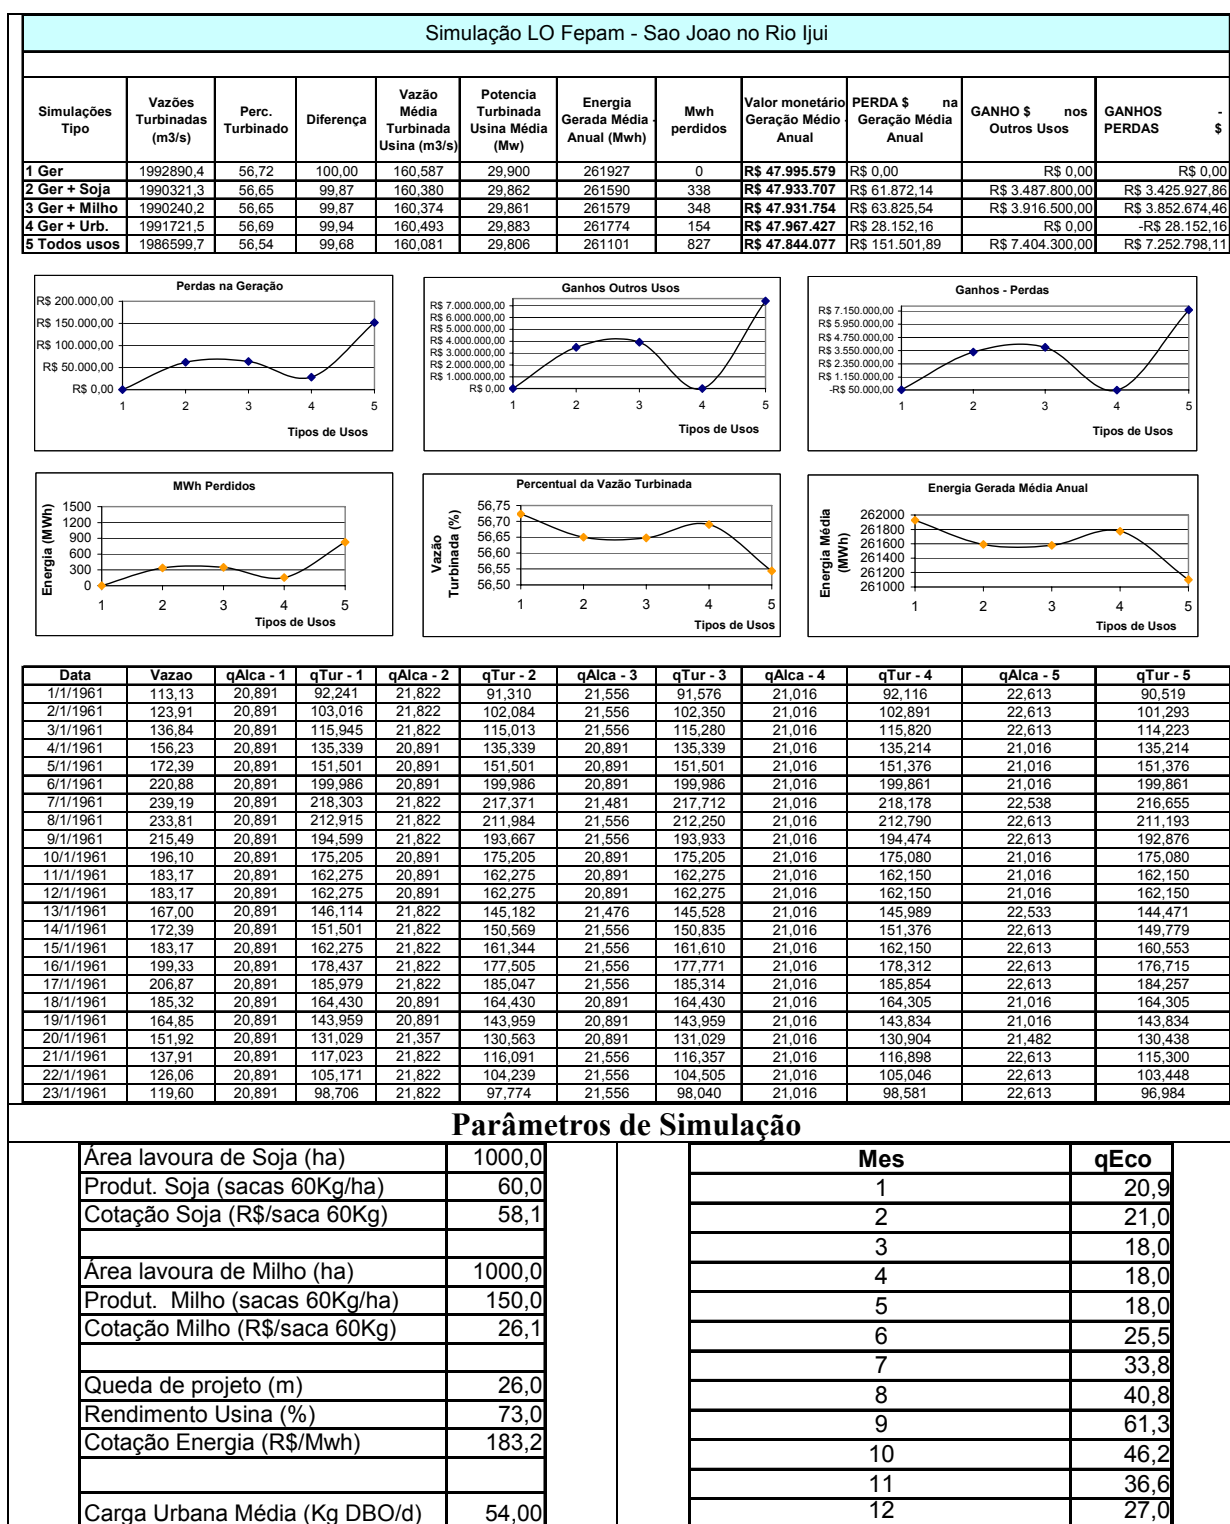 Simulação LO Fepam - Sao Joao no Rio Ijui
Simulações Tipo | Vazões Turbinadas (m3/s) | Perc. Turbinado | Diferença | Vazão Média Turbinada Usina (m3/s) | Potencia Turbinada Usina Média (Mw) | Energia Gerada Média - Anual (Mwh) | Mwh perdidos | Valor monetário Geração Médio - Anual | PERDA $ na Geração Média Anual | GANHO $ nos Outros Usos | GANHOS - PERDAS $
1 Ger | 1992890,4 | 56,72 | 100,00 | 160,587 | 29,900 | 261927 | 0 | R$ 47.995.579 | R$ 0,00 | R$ 0,00 | R$ 0,00
2 Ger + Soja | 1990321,3 | 56,65 | 99,87 | 160,380 | 29,862 | 261590 | 338 | R$ 47.933.707 | R$ 61.872,14 | R$ 3.487.800,00 | R$ 3.425.927,86
3 Ger + Milho | 1990240,2 | 56,65 | 99,87 | 160,374 | 29,861 | 261579 | 348 | R$ 47.931.754 | R$ 63.825,54 | R$ 3.916.500,00 | R$ 3.852.674,46
4 Ger + Urb. | 1991721,5 | 56,69 | 99,94 | 160,493 | 29,883 | 261774 | 154 | R$ 47.967.427 | R$ 28.152,16 | R$ 0,00 | -R$ 28.152,16
5 Todos usos | 1986599,7 | 56,54 | 99,68 | 160,081 | 29,806 | 261101 | 827 | R$ 47.844.077 | R$ 151.501,89 | R$ 7.404.300,00 | R$ 7.252.798,11
Perdas na Geração
R$ 200.000,00
R$ 150.000,00
R$ 100.000,00
R$ 50.000,00
R$ 0,00
1 2 3 4 5
Tipos de Usos
Ganhos Outros Usos
R$ 7.000.000,00
R$ 6.000.000,00
R$ 5.000.000,00
R$ 4.000.000,00
R$ 3.000.000,00
R$ 2.000.000,00
R$ 1.000.000,00
R$ 0,00
1 2 3 4 5
Tipos de Usos
Ganhos - Perdas
R$ 7.150.000,00
R$ 5.950.000,00
R$ 4.750.000,00
R$ 3.550.000,00
R$ 2.350.000,00
R$ 1.150.000,00
-R$ 50.000,00
1 2 3 4 5
Tipos de Usos
MWh Perdidos
Energia (MWh)
1500
1200
900
600
300
0
1 2 3 4 5
Tipos de Usos
Percentual da Vazão Turbinada
Vazão Turbinada (%)
56,75
56,70
56,65
56,60
56,55
56,50
1 2 3 4 5
Tipos de Usos
Energia Gerada Média Anual
Energia Média (MWh)
262000
261800
261600
261400
261200
261000
1 2 3 4 5
Tipos de Usos
Data | Vazao | qAlca - 1 | qTur - 1 | qAlca - 2 | qTur - 2 | qAlca - 3 | qTur - 3 | qAlca - 4 | qTur - 4 | qAlca - 5 | qTur - 5
1/1/1961 | 113,13 | 20,891 | 92,241 | 21,822 | 91,310 | 21,556 | 91,576 | 21,016 | 92,116 | 22,613 | 90,519
2/1/1961 | 123,91 | 20,891 | 103,016 | 21,822 | 102,084 | 21,556 | 102,350 | 21,016 | 102,891 | 22,613 | 101,293
3/1/1961 | 136,84 | 20,891 | 115,945 | 21,822 | 115,013 | 21,556 | 115,280 | 21,016 | 115,820 | 22,613 | 114,223
4/1/1961 | 156,23 | 20,891 | 135,339 | 20,891 | 135,339 | 20,891 | 135,339 | 21,016 | 135,214 | 21,016 | 135,214
5/1/1961 | 172,39 | 20,891 | 151,501 | 20,891 | 151,501 | 20,891 | 151,501 | 21,016 | 151,376 | 21,016 | 151,376
6/1/1961 | 220,88 | 20,891 | 199,986 | 20,891 | 199,986 | 20,891 | 199,986 | 21,016 | 199,861 | 21,016 | 199,861
7/1/1961 | 239,19 | 20,891 | 218,303 | 21,822 | 217,371 | 21,481 | 217,712 | 21,016 | 218,178 | 22,538 | 216,655
8/1/1961 | 233,81 | 20,891 | 212,915 | 21,822 | 211,984 | 21,556 | 212,250 | 21,016 | 212,790 | 22,613 | 211,193
9/1/1961 | 215,49 | 20,891 | 194,599 | 21,822 | 193,667 | 21,556 | 193,933 | 21,016 | 194,474 | 22,613 | 192,876
10/1/1961 | 196,10 | 20,891 | 175,205 | 20,891 | 175,205 | 20,891 | 175,205 | 21,016 | 175,080 | 21,016 | 175,080
11/1/1961 | 183,17 | 20,891 | 162,275 | 20,891 | 162,275 | 20,891 | 162,275 | 21,016 | 162,150 | 21,016 | 162,150
12/1/1961 | 183,17 | 20,891 | 162,275 | 20,891 | 162,275 | 20,891 | 162,275 | 21,016 | 162,150 | 21,016 | 162,150
13/1/1961 | 167,00 | 20,891 | 146,114 | 21,822 | 145,182 | 21,476 | 145,528 | 21,016 | 145,989 | 22,533 | 144,471
14/1/1961 | 172,39 | 20,891 | 151,501 | 21,822 | 150,569 | 21,556 | 150,835 | 21,016 | 151,376 | 22,613 | 149,779
15/1/1961 | 183,17 | 20,891 | 162,275 | 21,822 | 161,344 | 21,556 | 161,610 | 21,016 | 162,150 | 22,613 | 160,553
16/1/1961 | 199,33 | 20,891 | 178,437 | 21,822 | 177,505 | 21,556 | 177,771 | 21,016 | 178,312 | 22,613 | 176,715
17/1/1961 | 206,87 | 20,891 | 185,979 | 21,822 | 185,047 | 21,556 | 185,314 | 21,016 | 185,854 | 22,613 | 184,257
18/1/1961 | 185,32 | 20,891 | 164,430 | 20,891 | 164,430 | 20,891 | 164,430 | 21,016 | 164,305 | 21,016 | 164,305
19/1/1961 | 164,85 | 20,891 | 143,959 | 20,891 | 143,959 | 20,891 | 143,959 | 21,016 | 143,834 | 21,016 | 143,834
20/1/1961 | 151,92 | 20,891 | 131,029 | 21,357 | 130,563 | 20,891 | 131,029 | 21,016 | 130,904 | 21,482 | 130,438
21/1/1961 | 137,91 | 20,891 | 117,023 | 21,822 | 116,091 | 21,556 | 116,357 | 21,016 | 116,898 | 22,613 | 115,300
22/1/1961 | 126,06 | 20,891 | 105,171 | 21,822 | 104,239 | 21,556 | 104,505 | 21,016 | 105,046 | 22,613 | 103,448
23/1/1961 | 119,60 | 20,891 | 98,706 | 21,822 | 97,774 | 21,556 | 98,040 | 21,016 | 98,581 | 22,613 | 96,984
Parâmetros de Simulação
Área lavoura de Soja (ha) | 1000,0
Produt. Soja (sacas 60Kg/ha) | 60,0
Cotação Soja (R$/saca 60Kg) | 58,1
Área lavoura de Milho (ha) | 1000,0
Produt. Milho (sacas 60Kg/ha) | 150,0
Cotação Milho (R$/saca 60Kg) | 26,1
Queda de projeto (m) | 26,0
Rendimento Usina (%) | 73,0
Cotação Energia (R$/Mwh) | 183,2
Carga Urbana Média (Kg DBO/d) | 54,00
Mes | qEco
1 | 20,9
2 | 21,0
3 | 18,0
4 | 18,0
5 | 18,0
6 | 25,5
7 | 33,8
8 | 40,8
9 | 61,3
10 | 46,2
11 | 36,6
12 | 27,0